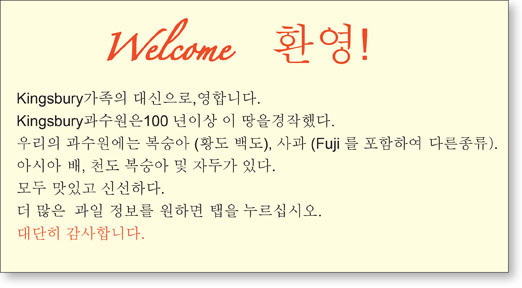 Welcome 환영!
Kingsbury가족의 대신으로,영합니다.
Kingsbury과수원은100 년이상 이 땅을경작했다.
우리의 과수원에는 복숭아 (황도 백도), 사과 (Fuji 를 포함하여 다른종류).
아시아 배, 천도 복숭아 및 자두가 있다.
모두 맛있고 신선하다.
더 많은 과일 정보를 원하면 탭을 누르십시오.
대단히 감사합니다.